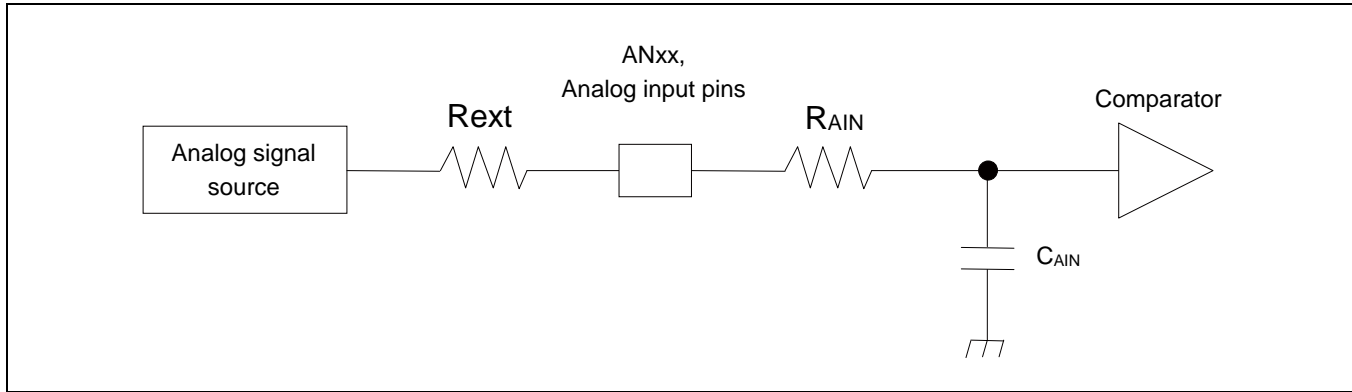 ANxx,
Analog input pins
Comparator
Rext
RAIN
Analog signal
source
CAIN